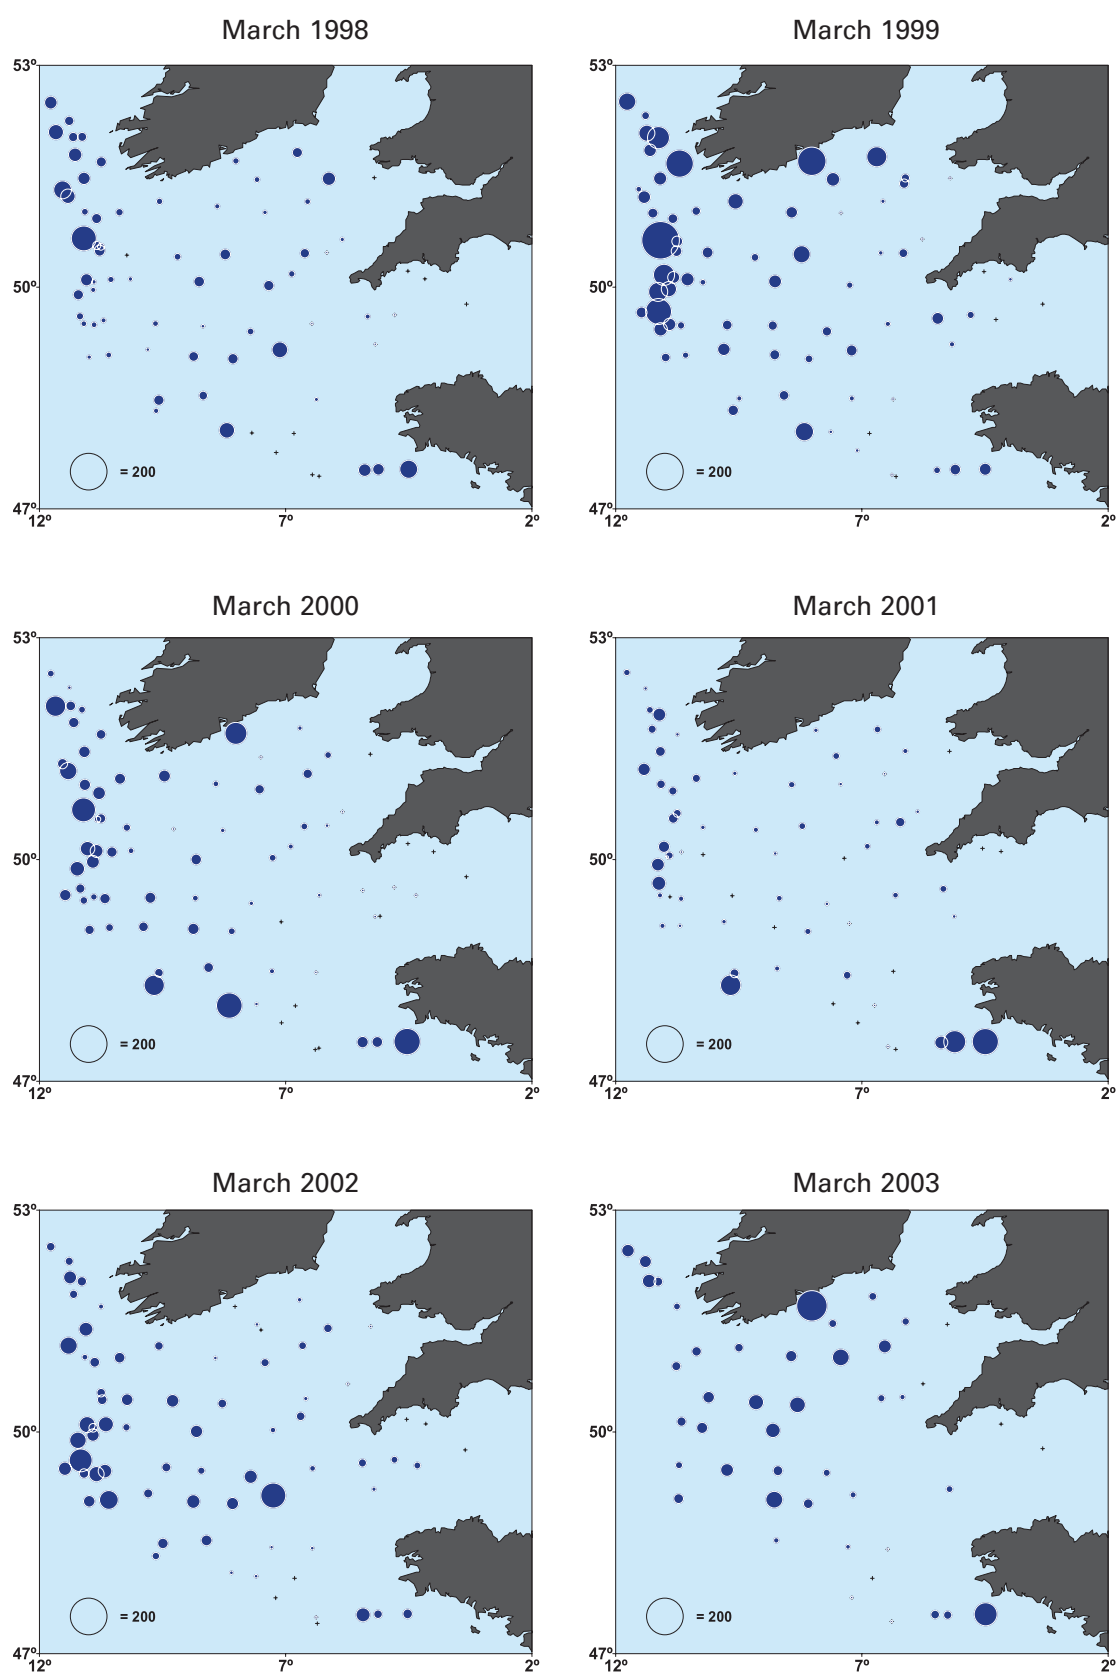 March 1998
March 1999
53º
53º
50º
50º
= 200
= 200
47º
47º
12º
7º
2º
12º
7º
2º
March 2000
March 2001
53º
53º
50º
50º
= 200
= 200
47º
47º
12º
7º
2º
12º
7º
2º
March 2002
March 2003
53º
53º
50º
50º
= 200
= 200
47º
47º
12º
7º
2º
12º
7º
2º